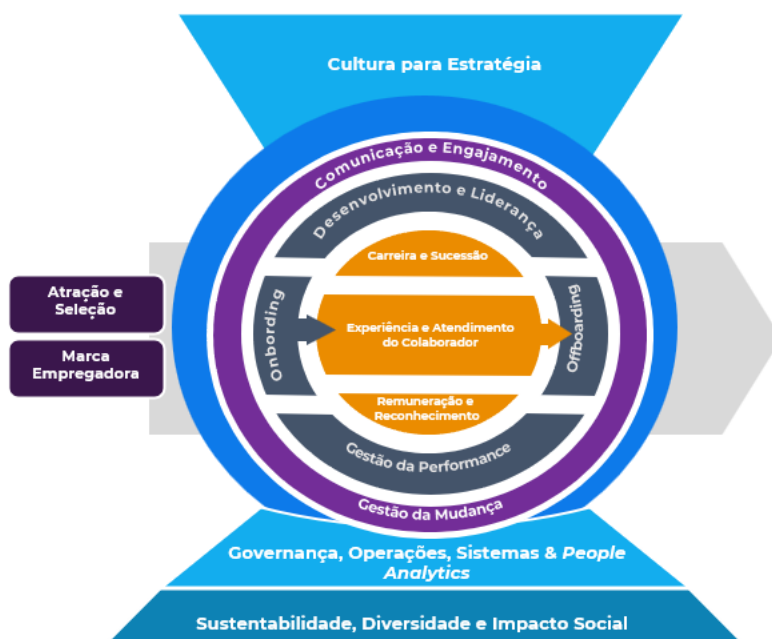 Cultura para Estratégia
Comunicação e Engajamento
Desenvolvimento e Liderança
Carreira e Sucessão
Atração e
Seleção
Marca
Empregadora
Onbording
Experiência e Atendimento
do Colaborador
Offboarding
Remuneração e
Reconhecimento
Gestão da Performance
Gestão da Mudança
Governança, Operações, Sistemas & People
Analytics
Sustentabilidade, Diversidade e Impacto Social